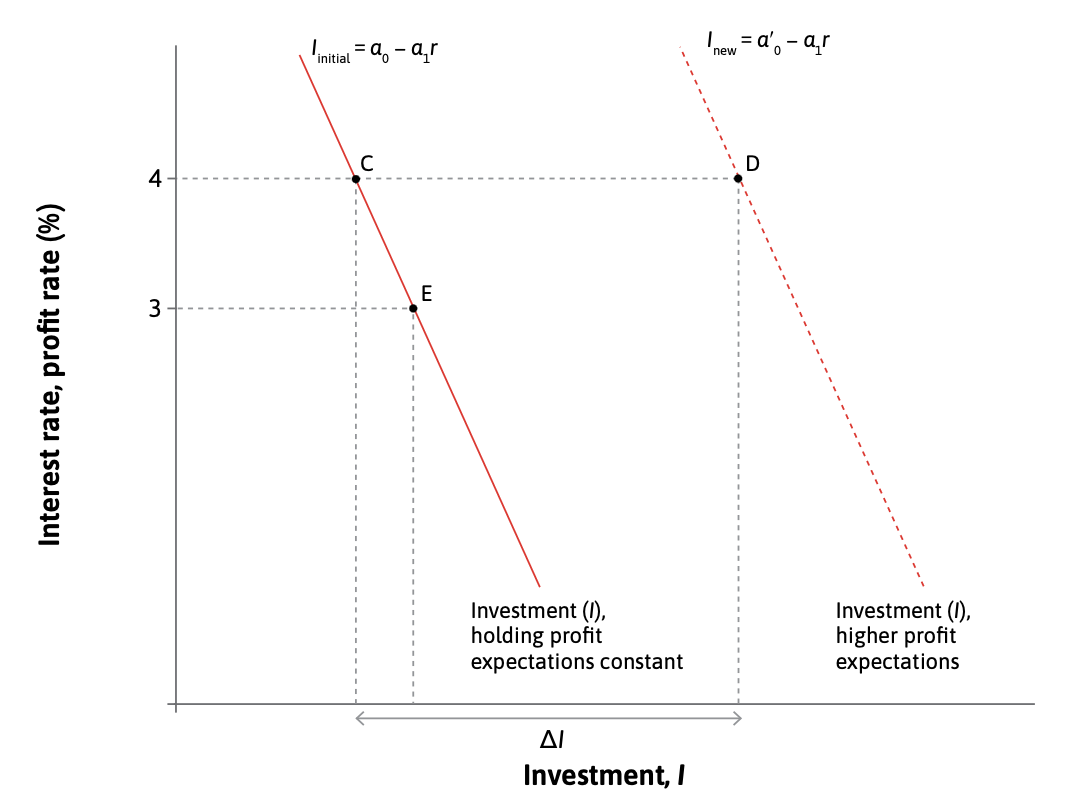 I_initial = a_0 – a_1r
I_new = a′_0 – a_1r
C
D
4
E
3
Interest rate, profit rate (%)
Investment (I),
holding profit
expectations constant
Investment (I),
higher profit
expectations
ΔI
Investment, I